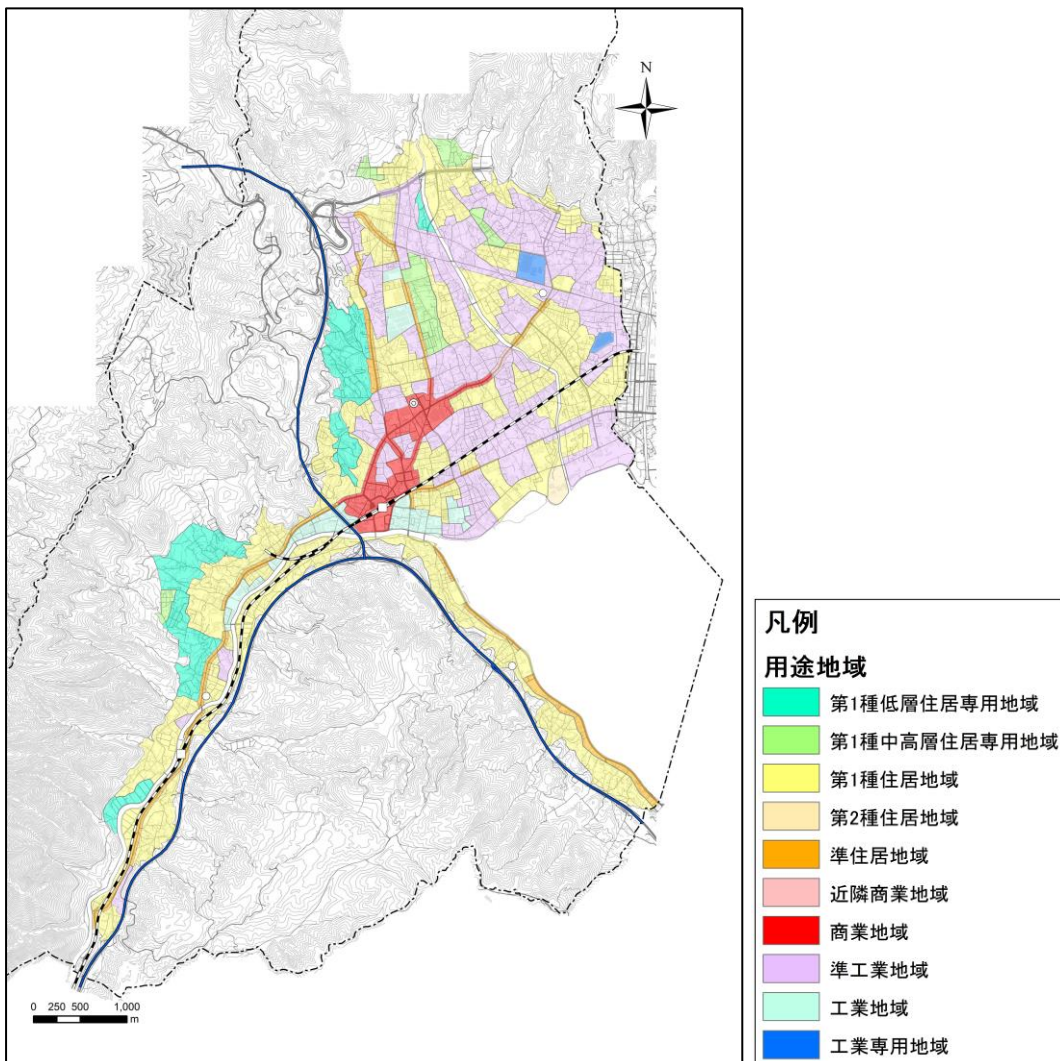 N
0 250 500 1,000
m
凡例
用途地域
第1種低層住居専用地域
第1種中高層住居専用地域
第1種住居地域
第2種住居地域
準住居地域
近隣商業地域
商業地域
準工業地域
工業地域
工業専用地域